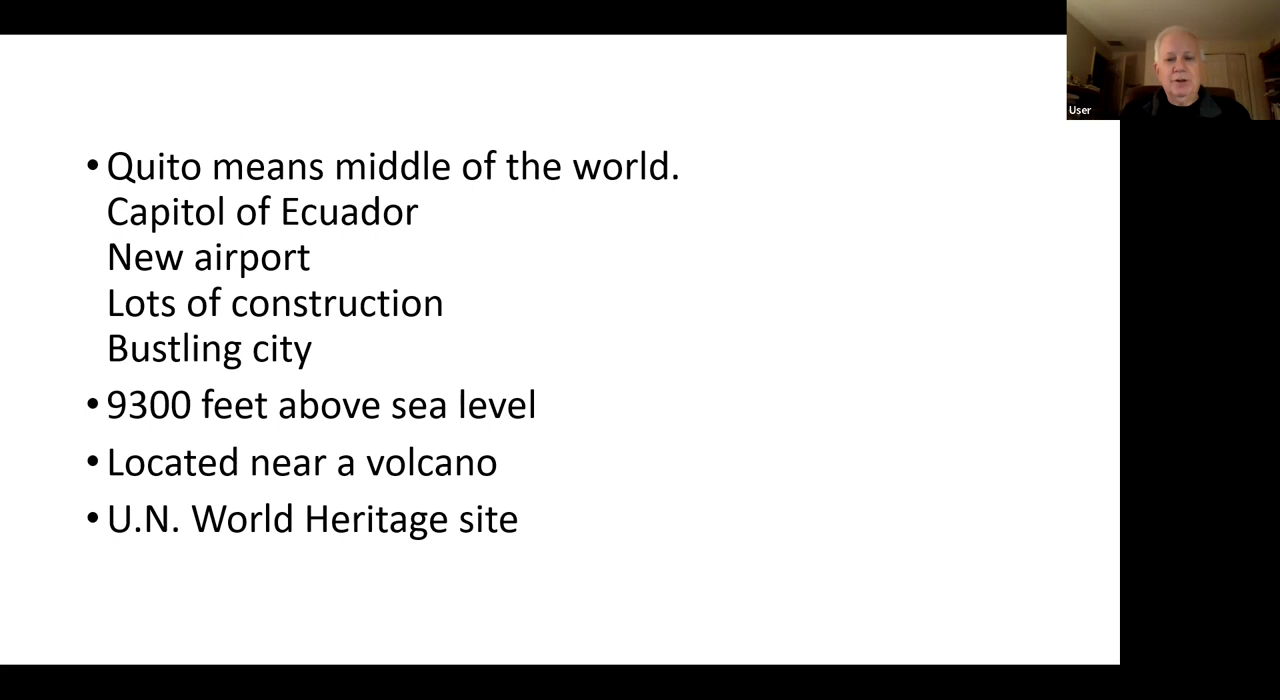 • Quito means middle of the world.
Capitol of Ecuador
New airport
Lots of construction
Bustling city
• 9300 feet above sea level
• Located near a volcano
• U.N. World Heritage site
User